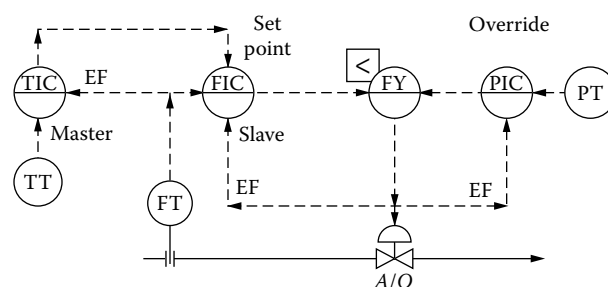 Set
point
Override
<
TIC
EF
FIC
FY
PIC
PT
Master
Slave
TT
FT
EF
EF
A/O